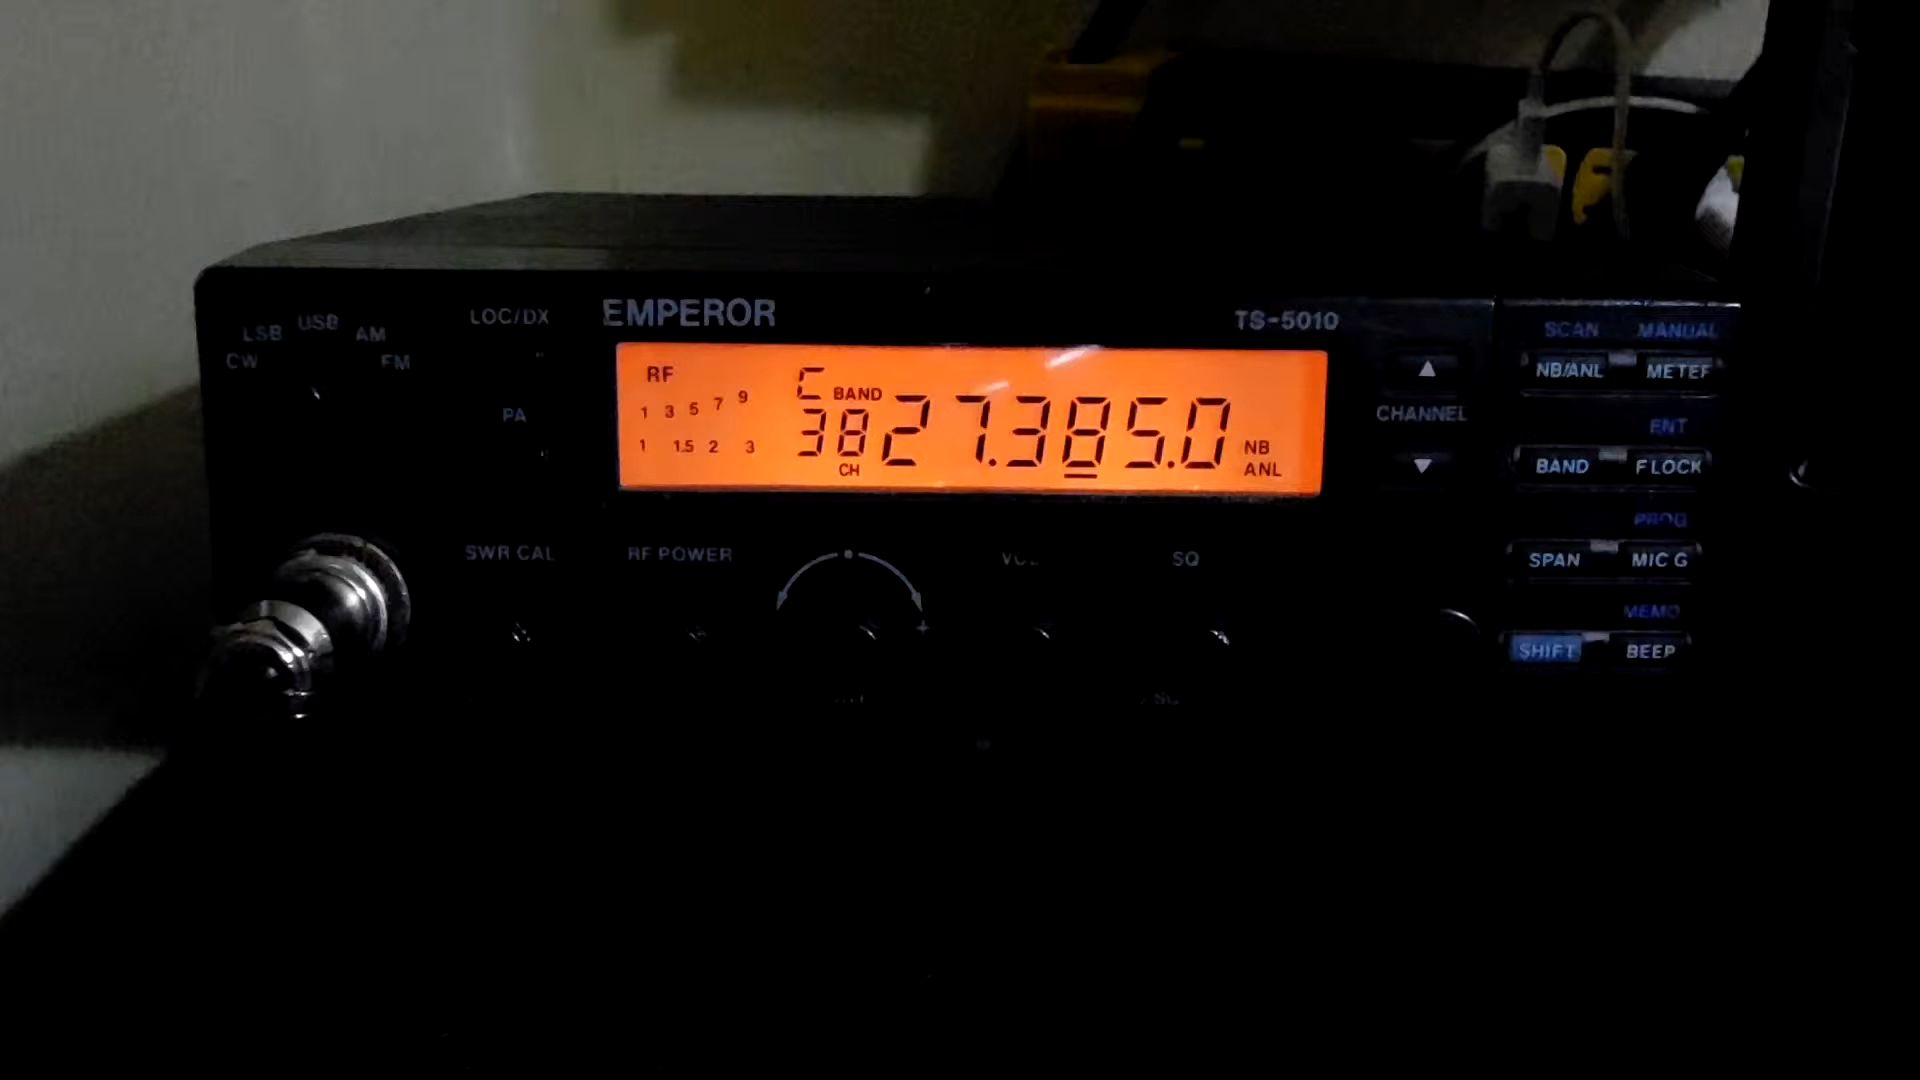 EMPEROR
TS-5010
LSB USB AM
CW FM
LOC/DX
PA
RF
1 3 5 7 9
1 1.5 2 3
C BAND
38 CH
27.385.0
NB
ANL
CHANNEL
SCAN MANUAL
NB/ANL METER
ENT
BAND F LOCK
PROG
SPAN MIC G
MEMO
SHIFT BEEP
SWR CAL
RF POWER
+
VOL
SQ